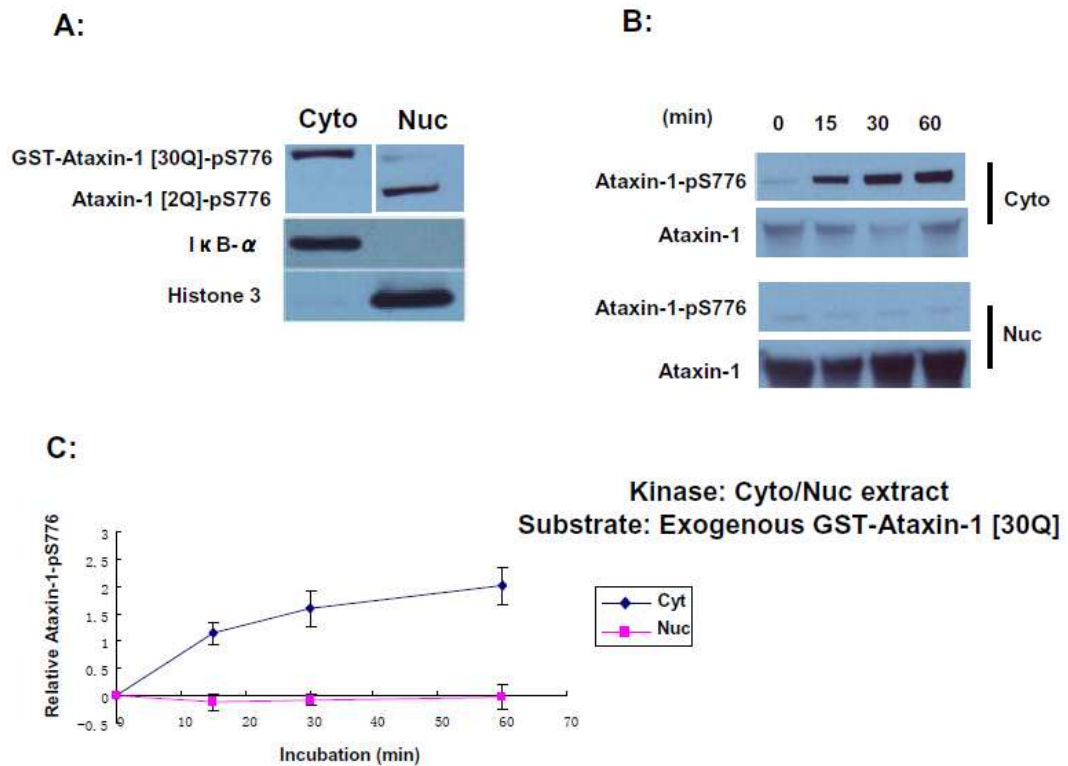 A:
Cyto Nuc
GST-Ataxin-1 [30Q]-pS776
Ataxin-1 [2Q]-pS776
I κ B-α
Histone 3
B:
(min) 0 15 30 60
Ataxin-1-pS776
Ataxin-1
Cyto
Ataxin-1-pS776
Ataxin-1
Nuc
C:
Kinase: Cyto/Nuc extract
Substrate: Exogenous GST-Ataxin-1 [30Q]
Relative Ataxin-1-pS776
3
2.5
2
1.5
1
0.5
0
-0.5
0 10 20 30 40 50 60 70
Incubation (min)
Cyt
Nuc